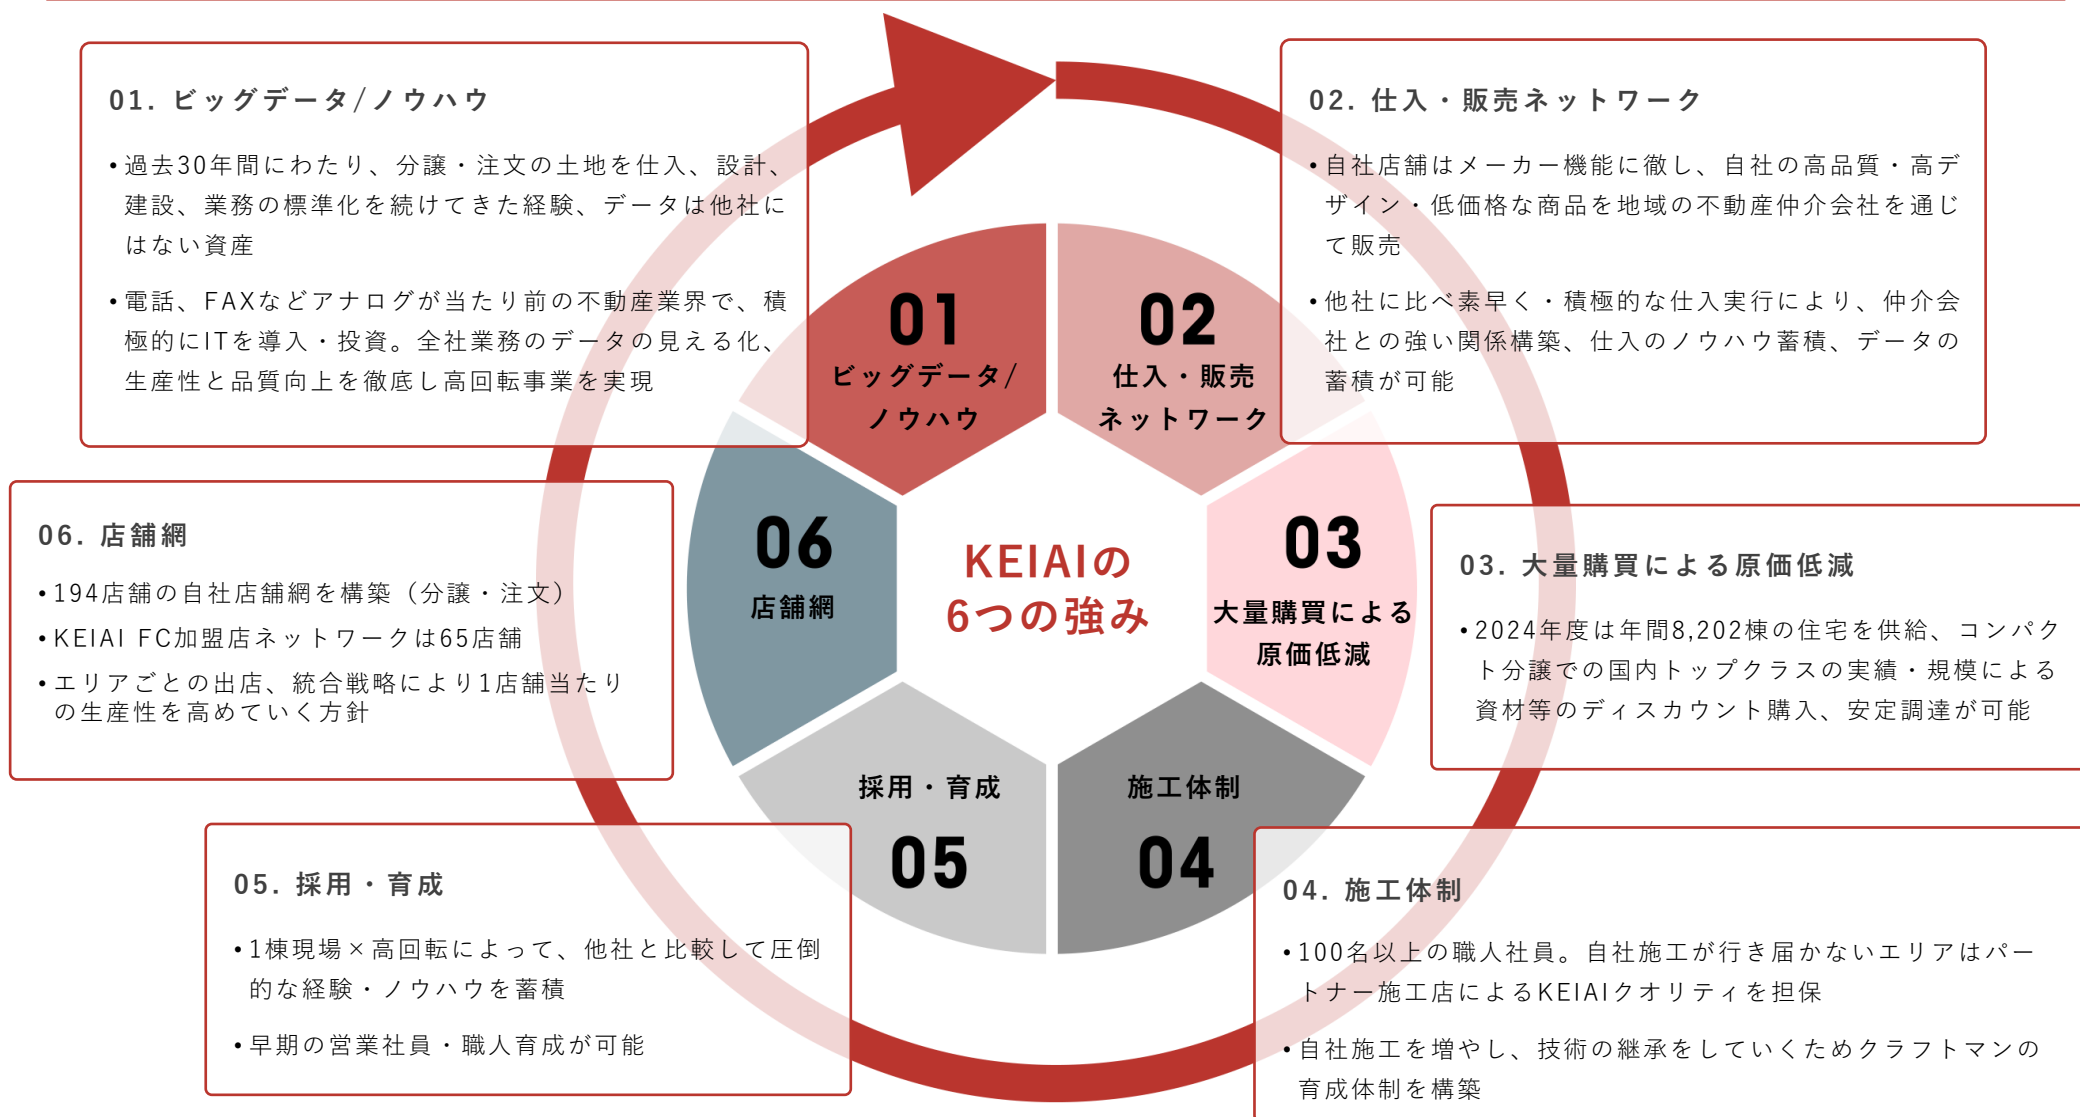 01. ビッグデータ/ノウハウ
•過去30年間にわたり、分譲・注文の土地を仕入、設計、
建設、業務の標準化を続けてきた経験、データは他社に
はない資産
•電話、FAXなどアナログが当たり前の不動産業界で、積
極的にITを導入・投資。全社業務のデータの見える化、
生産性と品質向上を徹底し高回転事業を実現
02. 仕入・販売ネットワーク
•自社店舗はメーカー機能に徹し、自社の高品質・高デ
ザイン・低価格な商品を地域の不動産仲介会社を通じ
て販売
•他社に比べ素早く・積極的な仕入実行により、仲介会
社との強い関係構築、仕入のノウハウ蓄積、データの
蓄積が可能
03. 大量購買による原価低減
•2024年度は年間8,202棟の住宅を供給、コンパク
ト分譲での国内トップクラスの実績・規模による
資材等のディスカウント購入、安定調達が可能
04. 施工体制
•100名以上の職人社員。自社施工が行き届かないエリアはパー
トナー施工店によるKEIAIクオリティを担保
•自社施工を増やし、技術の継承をしていくためクラフトマンの
育成体制を構築
05. 採用・育成
•1棟現場×高回転によって、他社と比較して圧倒
的な経験・ノウハウを蓄積
•早期の営業社員・職人育成が可能
06. 店舗網
•194店舗の自社店舗網を構築（分譲・注文）
•KEIAI FC加盟店ネットワークは65店舗
•エリアごとの出店、統合戦略により1店舗当たり
の生産性を高めていく方針
01
ビッグデータ/
ノウハウ
02
仕入・販売
ネットワーク
03
大量購買による
原価低減
施工体制
04
採用・育成
05
06
店舗網
KEIAIの
6つの強み